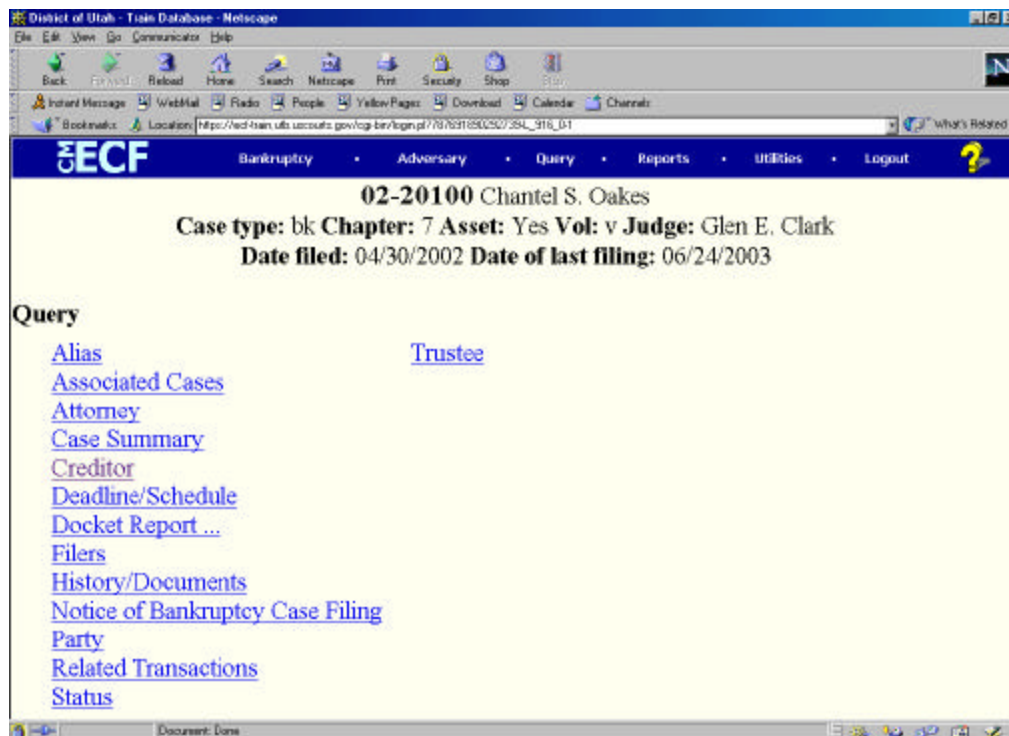 District of Utah - Train Database - Netscape
File Edit View Go Communicator Help
Back Forward Reload Home Search Netscape Print Security Shop Stop
Instant Message WebMail Radio People Yellow Pages Download Calendar Channels
Bookmarks Location: What's Related
CM ECF Bankruptcy • Adversary • Query • Reports • Utilities • Logout ?
02-20100 Chantel S. Oakes
Case type: bk Chapter: 7 Asset: Yes Vol: v Judge: Glen E. Clark
Date filed: 04/30/2002 Date of last filing: 06/24/2003
Query
Alias Trustee
Associated Cases
Attorney
Case Summary
Creditor
Deadline/Schedule
Docket Report ...
Filers
History/Documents
Notice of Bankruptcy Case Filing
Party
Related Transactions
Status
Document: Done